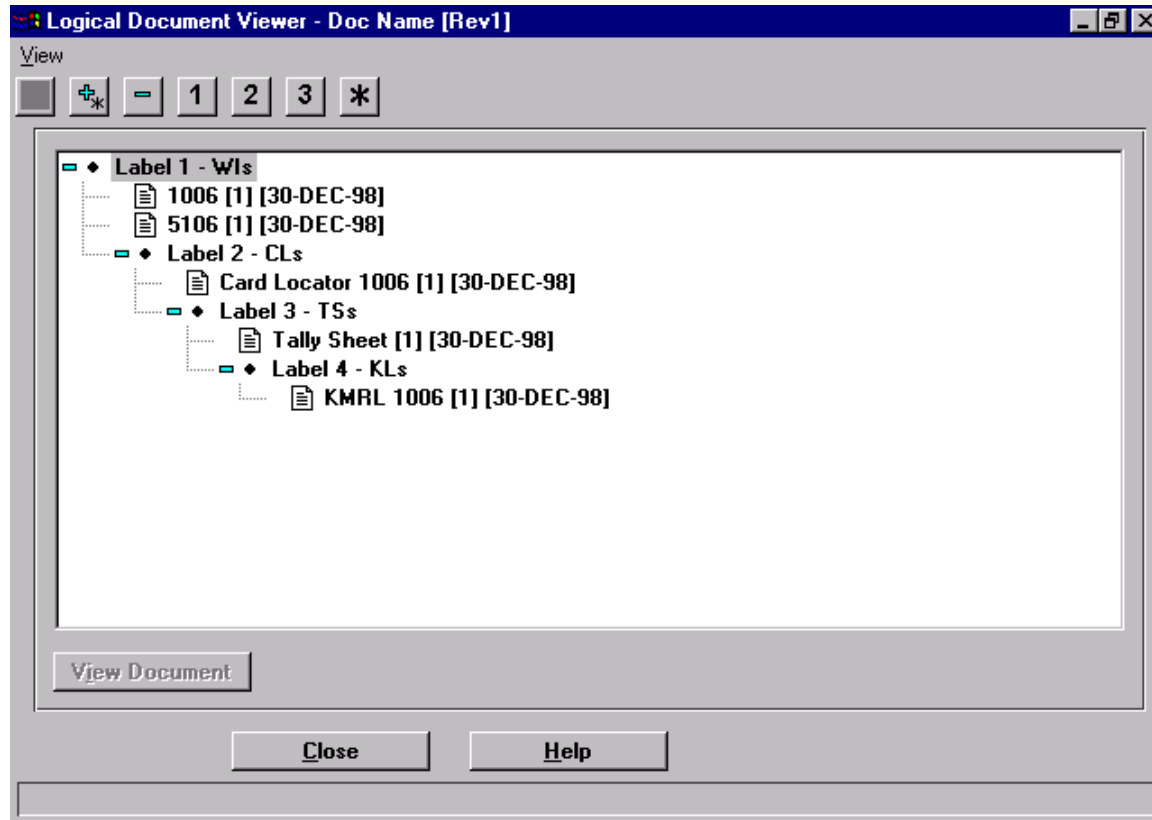 Logical Document Viewer - Doc Name [Rev1]
View
1 2 3 *
Label 1 - WIs
1006 [1] [30-DEC-98]
5106 [1] [30-DEC-98]
Label 2 - CLs
Card Locator 1006 [1] [30-DEC-98]
Label 3 - TSs
Tally Sheet [1] [30-DEC-98]
Label 4 - KLs
KMRL 1006 [1] [30-DEC-98]
View Document
Close Help